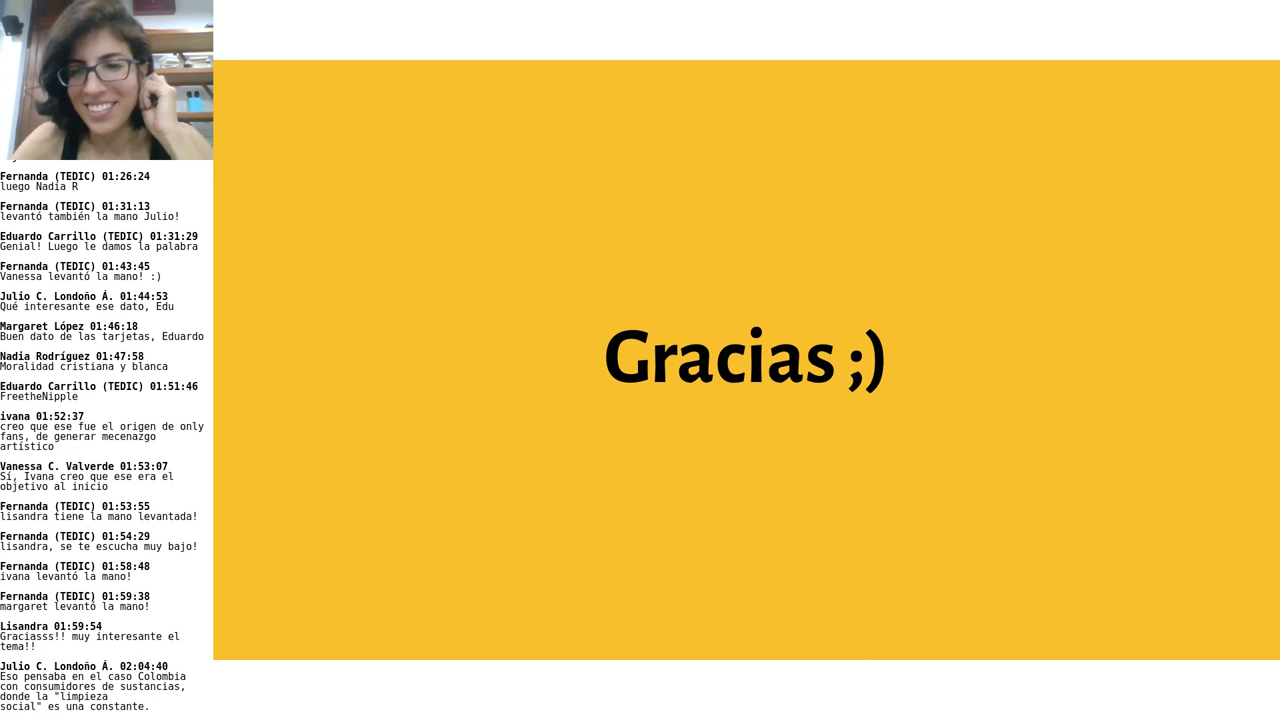 Fernanda (TEDIC) 01:26:24
luego Nadia R
Fernanda (TEDIC) 01:31:13
levantó también la mano Julio!
Eduardo Carrillo (TEDIC) 01:31:29
Genial! Luego le damos la palabra
Fernanda (TEDIC) 01:43:45
Vanessa levantó la mano! :)
Julio C. Londoño Á. 01:44:53
Qué interesante ese dato, Edu
Margaret López 01:46:18
Buen dato de las tarjetas, Eduardo
Nadia Rodríguez 01:47:58
Moralidad cristiana y blanca
Eduardo Carrillo (TEDIC) 01:51:46
FreetheNipple
ivana 01:52:37
creo que ese fue el origen de only
fans, de generar mecenazgo
artístico
Vanessa C. Valverde 01:53:07
Sí, Ivana creo que ese era el
objetivo al inicio
Fernanda (TEDIC) 01:53:55
lisandra tiene la mano levantada!
Fernanda (TEDIC) 01:54:29
lisandra, se te escucha muy bajo!
Fernanda (TEDIC) 01:58:48
ivana levantó la mano!
Fernanda (TEDIC) 01:59:38
margaret levantó la mano!
Lisandra 01:59:54
Graciasss!! muy interesante el
tema!!
Julio C. Londoño Á. 02:04:40
Eso pensaba en el caso Colombia
con consumidores de sustancias,
donde la "limpieza
social" es una constante.
Gracias ;)